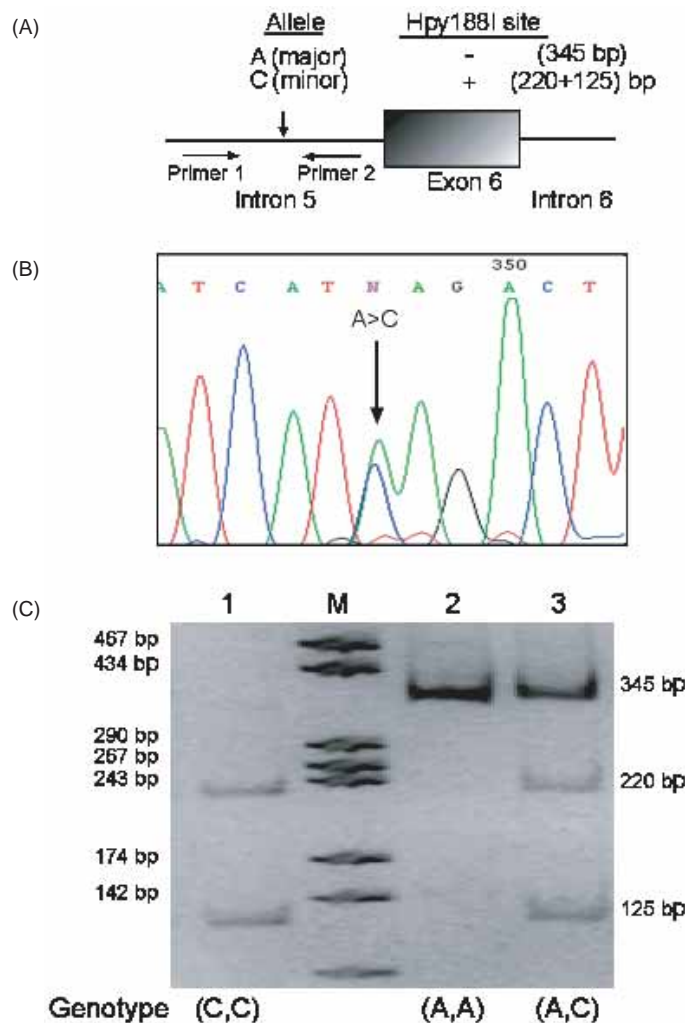 (A)
Allele Hpy188I site
A (major) - (345 bp)
C (minor) + (220+125) bp
Primer 1 Primer 2 Exon 6
Intron 5 Intron 6
(B)
350
A T C A T N A G A C T
A>C
(C)
1 M 2 3
467 bp
434 bp
345 bp
290 bp
267 bp
243 bp
220 bp
174 bp
142 bp
125 bp
Genotype (C,C) (A,A) (A,C)